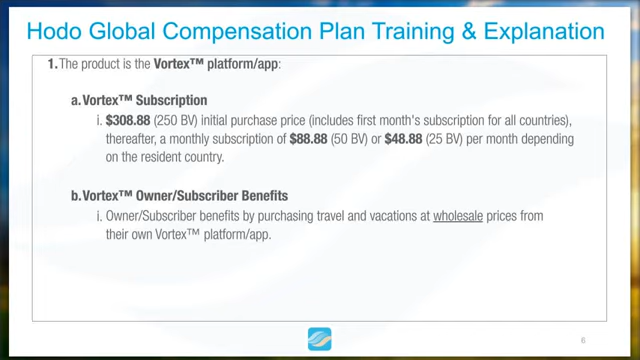 Hodo Global Compensation Plan Training & Explanation
1. The product is the Vortex™ platform/app:
a. Vortex™ Subscription
i. $308.88 (250 BV) initial purchase price (includes first month's subscription for all countries),
thereafter, a monthly subscription of $88.88 (50 BV) or $48.88 (25 BV) per month depending
on the resident country.
b. Vortex™ Owner/Subscriber Benefits
i. Owner/Subscriber benefits by purchasing travel and vacations at wholesale prices from
their own Vortex™ platform/app.
6